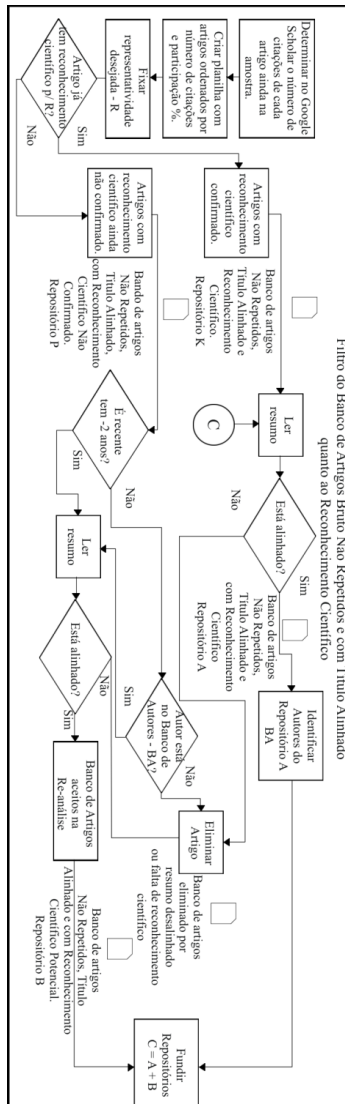 Filtro do Banco de Artigos Bruto Não Repetidos e com Título Alinhado
quanto ao Reconhecimento Científico
Determinar no Google
Scholar o número de
citações de cada
artigo ainda na
amostra.
Criar planilha com
artigos ordenados por
número de citações
e participação %.
Fixar
representatividade
desejada - R
Artigo já
tem reconhecimento
científico p/ R?
Sim
Não
Artigos com
reconhecimento
científico
confirmado.
Banco de artigos
Não Repetidos,
Título Alinhado e
Reconhecimento
Científico.
Repositório K
Ler
resumo
C
Está alinhado?
Não
Sim
Banco de artigos
Não Repetidos,
Título Alinhado e
com Reconhecimento
Científico
Repositório A
Identificar
Autores do
Repositório A
BA
Artigos com
reconhecimento
científico ainda
não confirmado.
Bando de artigos
Não Repetidos,
Título Alinhado,
com Reconhecimento
Científico Não
Confirmado.
Repositório P
É recente
tem -2 anos?
Não
Sim
Autor está
no Banco de
Autores - BA?
Sim
Não
Eliminar
Artigo
Banco de artigos
eliminado por
resumo desalinhado
ou falta de reconhecimento
científico
Ler
resumo
Está alinhado?
Não
Sim
Banco de Artigos
aceitos na
Re-análise
Banco de artigos
Não Repetidos, Título
Alinhado e com Reconhecimento
Científico Potencial.
Repositório B
Fundir
Repositórios
C = A + B